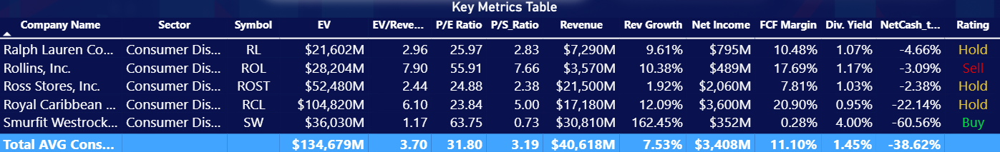 Key Metrics Table
Company Name Sector Symbol EV EV/Reve... P/E Ratio P/S_Ratio Revenue Rev Growth Net Income FCF Margin Div. Yield NetCash_t... Rating
Ralph Lauren Co... Consumer Dis... RL $21,602M 2.96 25.97 2.83 $7,290M 9.61% $795M 10.48% 1.07% -4.66% Hold
Rollins, Inc. Consumer Dis... ROL $28,204M 7.90 55.91 7.66 $3,570M 10.38% $489M 17.69% 1.17% -3.09% Sell
Ross Stores, Inc. Consumer Dis... ROST $52,480M 2.44 24.88 2.38 $21,500M 1.92% $2,060M 7.81% 1.03% -2.38% Hold
Royal Caribbean ... Consumer Dis... RCL $104,820M 6.10 23.84 5.00 $17,180M 12.09% $3,600M 20.90% 0.95% -22.14% Hold
Smurfit Westrock... Consumer Dis... SW $36,030M 1.17 63.75 0.73 $30,810M 162.45% $352M 0.28% 4.00% -60.56% Buy
Total AVG Cons... $134,679M 3.70 31.80 3.19 $40,618M 7.53% $3,408M 11.10% 1.45% -38.62%